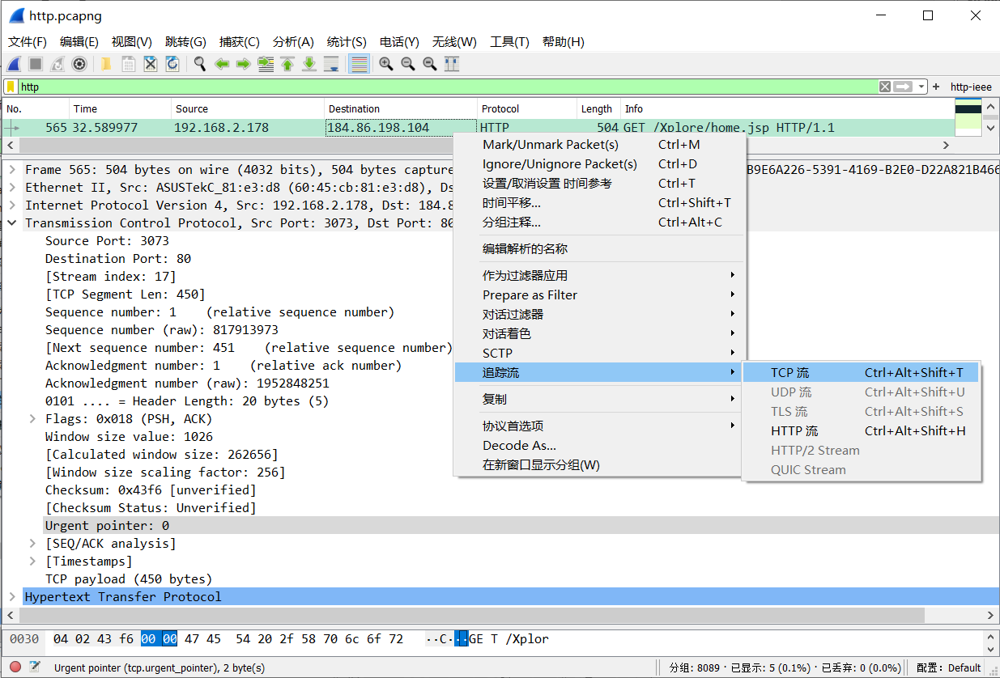 http.pcapng
文件(F) 编辑(E) 视图(V) 跳转(G) 捕获(C) 分析(A) 统计(S) 电话(Y) 无线(W) 工具(T) 帮助(H)
http http-ieee
No. Time Source Destination Protocol Length Info
565 32.589977 192.168.2.178 184.86.198.104 HTTP 504 GET /Xplore/home.jsp HTTP/1.1
Frame 565: 504 bytes on wire (4032 bits), 504 bytes capture B9E6A226-5391-4169-B2E0-D22A821B466
Ethernet II, Src: ASUSTekC_81:e3:d8 (60:45:cb:81:e3:d8), Ds
Internet Protocol Version 4, Src: 192.168.2.178, Dst: 184.8
Transmission Control Protocol, Src Port: 3073, Dst Port: 80
Source Port: 3073
Destination Port: 80
[Stream index: 17]
[TCP Segment Len: 450]
Sequence number: 1 (relative sequence number)
Sequence number (raw): 817913973
[Next sequence number: 451 (relative sequence number)
Acknowledgment number: 1 (relative ack number)
Acknowledgment number (raw): 1952848251
0101 .... = Header Length: 20 bytes (5)
Flags: 0x018 (PSH, ACK)
Window size value: 1026
[Calculated window size: 262656]
[Window size scaling factor: 256]
Checksum: 0x43f6 [unverified]
[Checksum Status: Unverified]
Urgent pointer: 0
[SEQ/ACK analysis]
[Timestamps]
TCP payload (450 bytes)
Hypertext Transfer Protocol
Mark/Unmark Packet(s) Ctrl+M
Ignore/Unignore Packet(s) Ctrl+D
设置/取消设置 时间参考 Ctrl+T
时间平移... Ctrl+Shift+T
分组注释... Ctrl+Alt+C
编辑解析的名称
作为过滤器应用
Prepare as Filter
对话过滤器
对话着色
SCTP
追踪流
复制
协议首选项
Decode As...
在新窗口显示分组(W)
TCP 流 Ctrl+Alt+Shift+T
UDP 流 Ctrl+Alt+Shift+U
TLS 流 Ctrl+Alt+Shift+S
HTTP 流 Ctrl+Alt+Shift+H
HTTP/2 Stream
QUIC Stream
0030 04 02 43 f6 00 00 47 45 54 20 2f 58 70 6c 6f 72 ··C···GE T /Xplor
Urgent pointer (tcp.urgent_pointer), 2 byte(s) 分组: 8089 · 已显示: 5 (0.1%) · 已丢弃: 0 (0.0%) 配置: Default